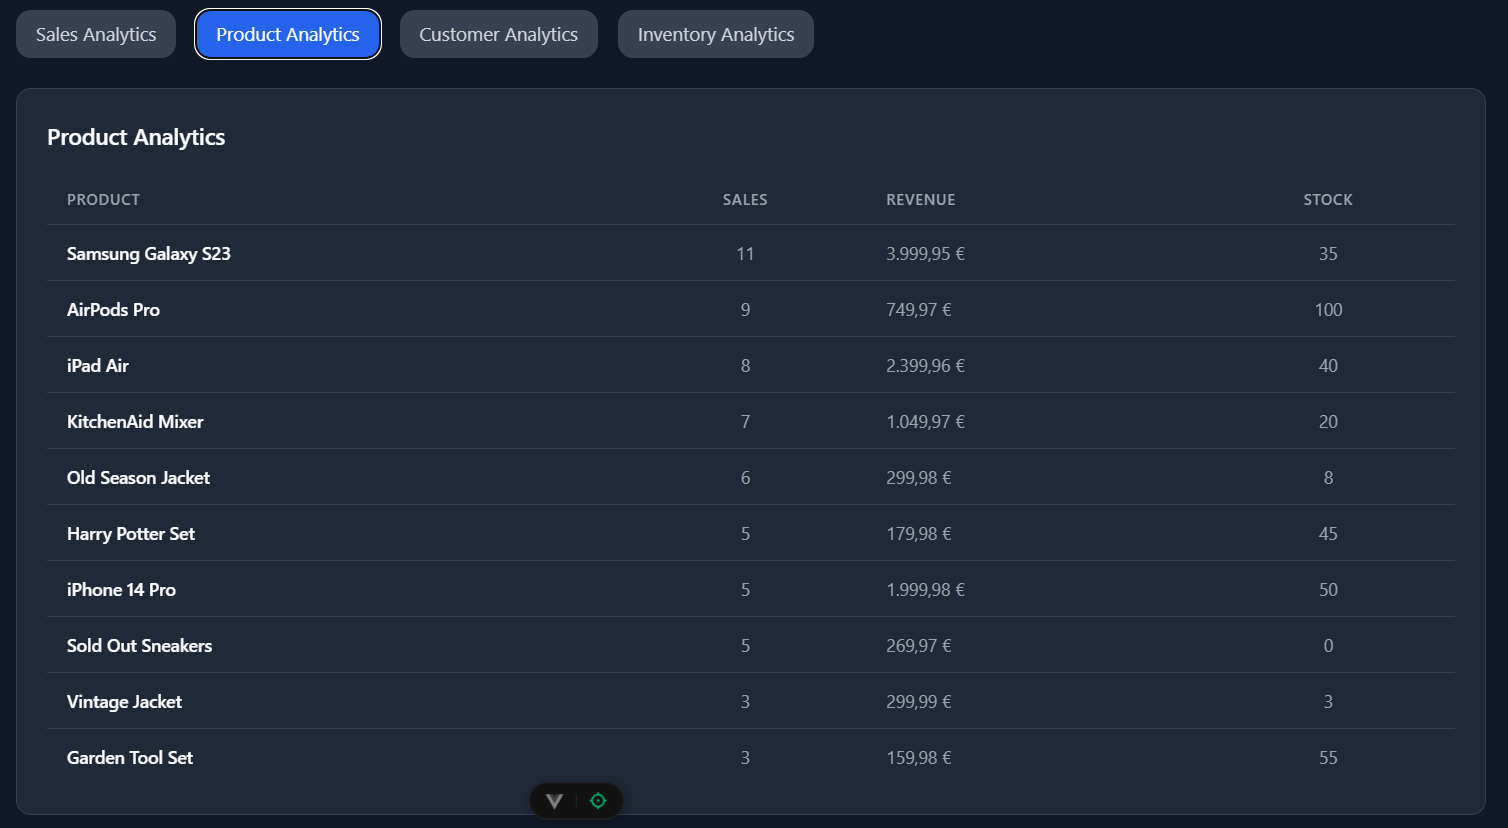 Sales Analytics Product Analytics Customer Analytics Inventory Analytics
Product Analytics
PRODUCT SALES REVENUE STOCK
Samsung Galaxy S23 11 3.999,95 € 35
AirPods Pro 9 749,97 € 100
iPad Air 8 2.399,96 € 40
KitchenAid Mixer 7 1.049,97 € 20
Old Season Jacket 6 299,98 € 8
Harry Potter Set 5 179,98 € 45
iPhone 14 Pro 5 1.999,98 € 50
Sold Out Sneakers 5 269,97 € 0
Vintage Jacket 3 299,99 € 3
Garden Tool Set 3 159,98 € 55